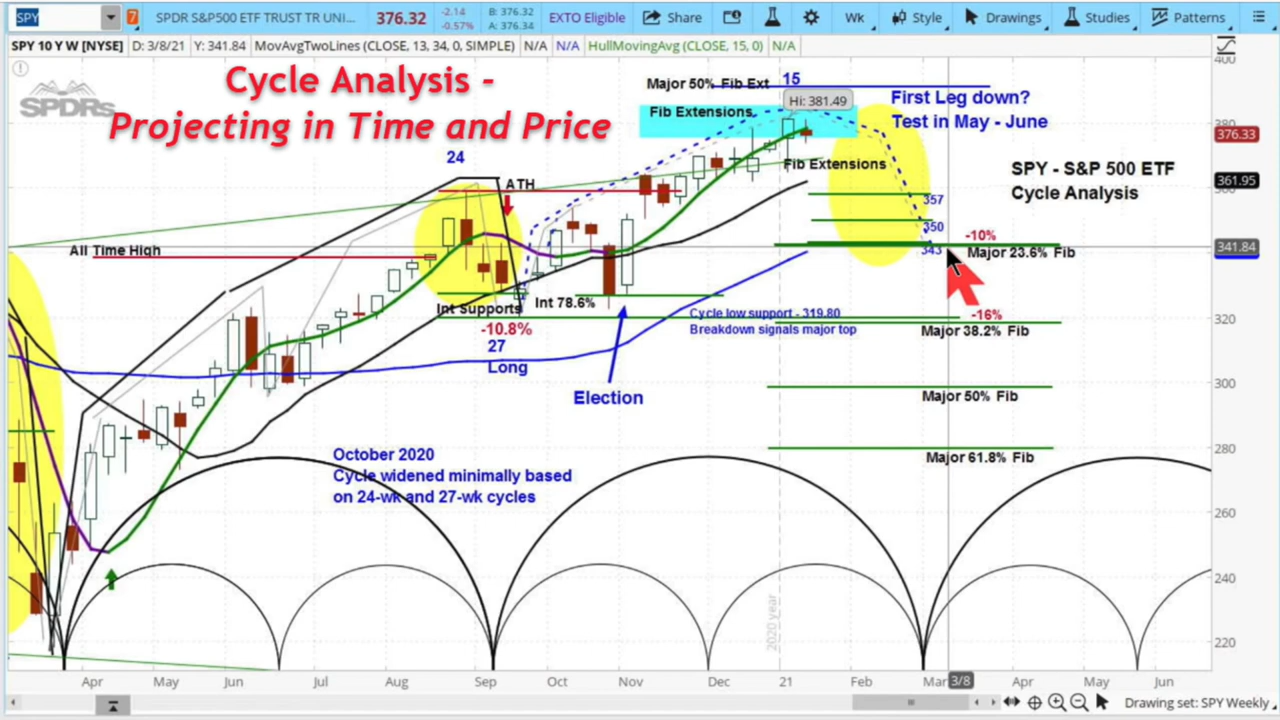 SPY
7
SPDR S&P500 ETF TRUST TR UNI...
376.32
-2.14
-0.57%
B: 376.32
A: 376.34
EXTO Eligible
Share
Wk
Style
Drawings
Studies
Patterns
SPY 10 Y W [NYSE]
D: 3/8/21
Y: 341.84
MovAvgTwoLines (CLOSE, 13, 34, 0, SIMPLE)
N/A
N/A
HullMovingAvg (CLOSE, 15, 0)
N/A
SPDRs
Cycle Analysis -
Projecting in Time and Price
Major 50% Fib Ext
15
Hi: 381.49
Fib Extensions
First Leg down?
Test in May - June
24
ATH
Fib Extensions
SPY - S&P 500 ETF
Cycle Analysis
All Time High
357
350
343
-10%
Major 23.6% Fib
Int Supports
Int 78.6%
-10.8%
27
Long
Cycle low support - 319.80
Breakdown signals major top
-16%
Major 38.2% Fib
Election
Major 50% Fib
Major 61.8% Fib
October 2020
Cycle widened minimally based
on 24-wk and 27-wk cycles
2020 year
400
380
376.33
361.95
360
341.84
320
300
280
260
240
220
Apr
May
Jun
Jul
Aug
Sep
Oct
Nov
Dec
21
Feb
Mar
3/8
Apr
May
Jun
Drawing set: SPY Weekly